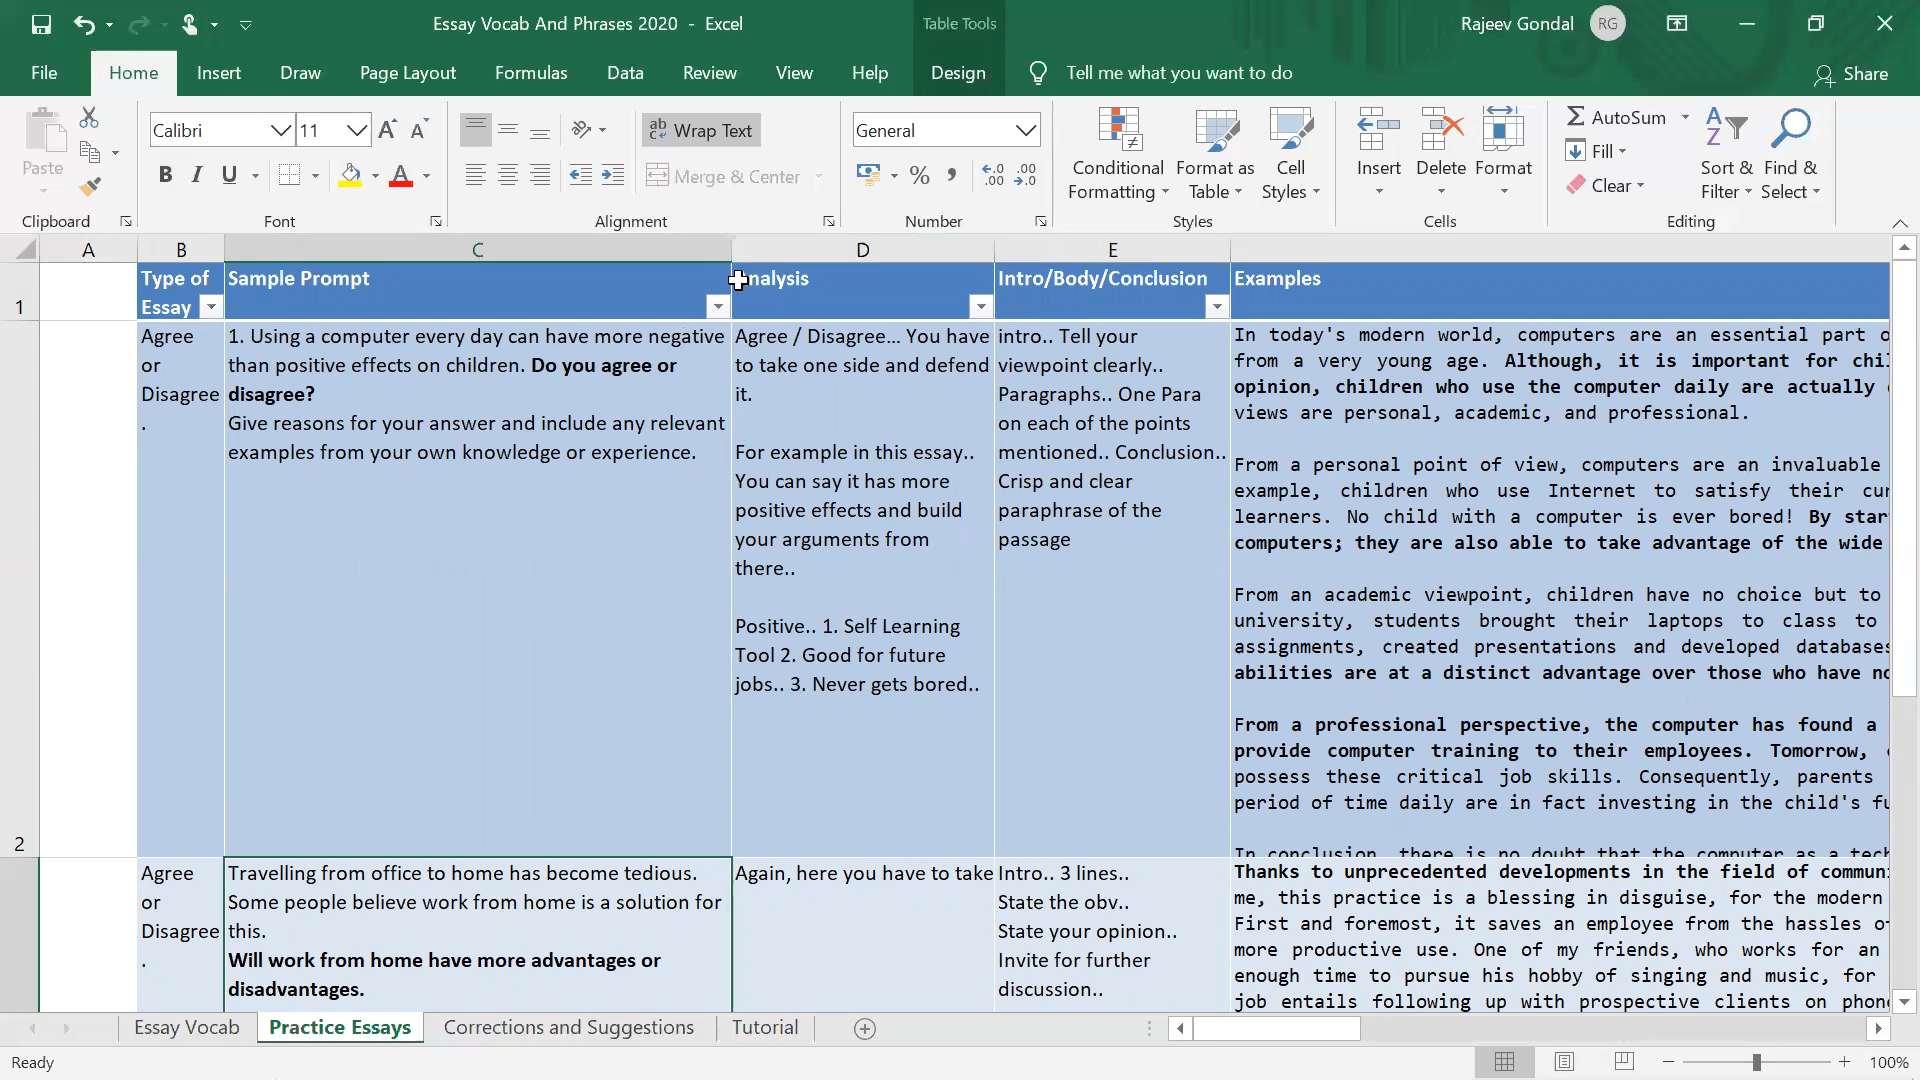 Essay Vocab And Phrases 2020 - Excel
Table Tools
Rajeev Gondal
RG
File
Home
Insert
Draw
Page Layout
Formulas
Data
Review
View
Help
Design
Tell me what you want to do
Share
Paste
Calibri
11
A
A
B
I
U
A
ab
c
Wrap Text
Merge & Center
General
%
,
.00
.00
Conditional
Formatting
Format as
Table
Cell
Styles
Insert
Delete
Format
AutoSum
Fill
Clear
A
Z
Sort &
Filter
Find &
Select
Clipboard
Font
Alignment
Number
Styles
Cells
Editing
A
B
C
D
E
1
Type of
Essay
Sample Prompt
nalysis
Intro/Body/Conclusion
Examples
2
Agree
or
Disagree
.
1. Using a computer every day can have more negative
than positive effects on children. Do you agree or
disagree?
Give reasons for your answer and include any relevant
examples from your own knowledge or experience.
Agree / Disagree... You have
to take one side and defend
it.
For example in this essay..
You can say it has more
positive effects and build
your arguments from
there..
Positive.. 1. Self Learning
Tool 2. Good for future
jobs.. 3. Never gets bored..
intro.. Tell your
viewpoint clearly..
Paragraphs.. One Para
on each of the points
mentioned.. Conclusion..
Crisp and clear
paraphrase of the
passage
In today's modern world, computers are an essential part
from a very young age. Although, it is important for
opinion, children who use the computer daily are actually
views are personal, academic, and professional.
From a personal point of view, computers are an invaluable
example, children who use Internet to satisfy their
learners. No child with a computer is ever bored! By
computers; they are also able to take advantage of the wide
From an academic viewpoint, children have no choice but to
university, students brought their laptops to class to
assignments, created presentations and developed databases
abilities are at a distinct advantage over those who have
From a professional perspective, the computer has found a
provide computer training to their employees. Tomorrow,
possess these critical job skills. Consequently, parents
period of time daily are in fact investing in the child's
In conclusion, there is no doubt that the computer as a
Agree
or
Disagree
.
Travelling from office to home has become tedious.
Some people believe work from home is a solution for
this.
Will work from home have more advantages or
disadvantages.
Again, here you have to take
Intro.. 3 lines..
State the obv..
State your opinion..
Invite for further
discussion..
Thanks to unprecedented developments in the field of
me, this practice is a blessing in disguise, for the modern
First and foremost, it saves an employee from the hassles
more productive use. One of my friends, who works for an
enough time to pursue his hobby of singing and music, for
job entails following up with prospective clients on
Essay Vocab
Practice Essays
Corrections and Suggestions
Tutorial
Ready
100%